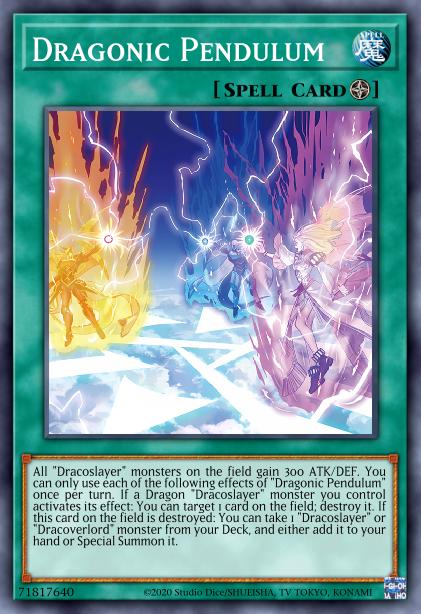 DRAGONIC PENDULUM
SPELL
魔
[SPELL CARD]
All "Dracoslayer" monsters on the field gain 300 ATK/DEF. You
can only use each of the following effects of "Dragonic Pendulum"
once per turn. If a Dragon "Dracoslayer" monster you control
activates its effect: You can target 1 card on the field; destroy it. If
this card on the field is destroyed: You can take 1 "Dracoslayer" or
"Dracoverlord" monster from your Deck, and either add it to your
hand or Special Summon it.
71817640
©2020 Studio Dice/SHUEISHA, TV TOKYO, KONAMI